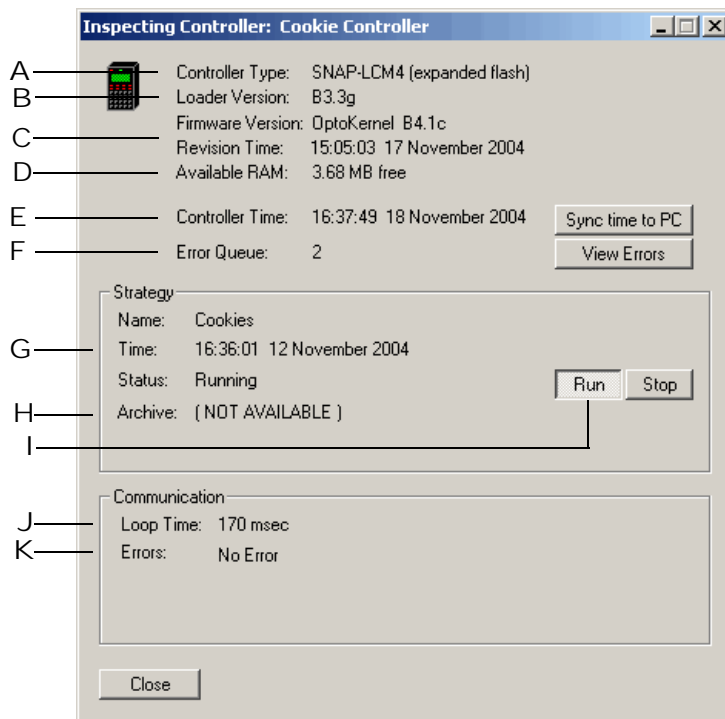 Inspecting Controller: Cookie Controller
A Controller Type: SNAP-LCM4 (expanded flash)
B Loader Version: B3.3g
Firmware Version: OptoKernel B4.1c
C Revision Time: 15:05:03 17 November 2004
D Available RAM: 3.68 MB free
E Controller Time: 16:37:49 18 November 2004 Sync time to PC
F Error Queue: 2 View Errors
Strategy
Name: Cookies
G Time: 16:36:01 12 November 2004
Status: Running Run Stop
H Archive: ( NOT AVAILABLE )
I
Communication
J Loop Time: 170 msec
K Errors: No Error
Close